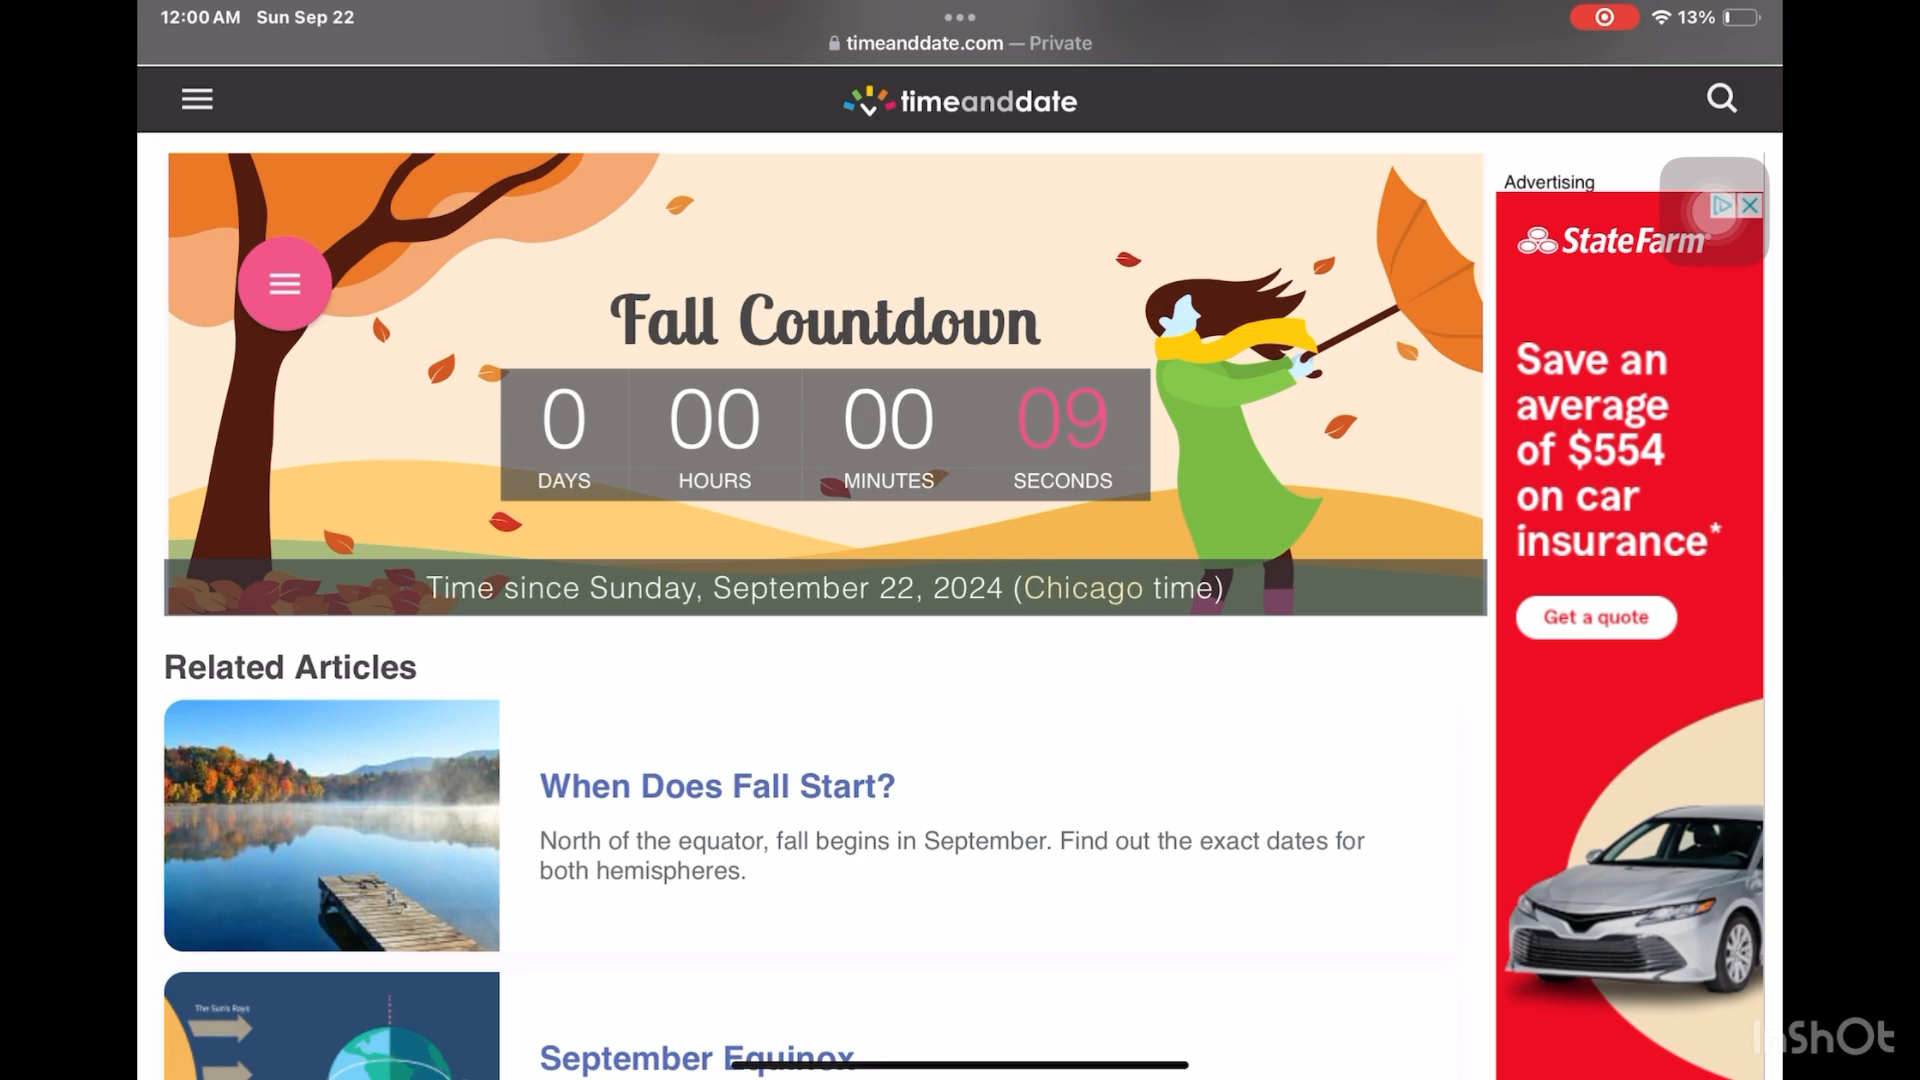 12:00 AM Sun Sep 22
13%
timeanddate.com — Private
timeanddate
Advertising
StateFarm®
Save an
average
of $554
on car
insurance*
Get a quote
Fall Countdown
0 00 00 09
DAYS HOURS MINUTES SECONDS
Time since Sunday, September 22, 2024 (Chicago time)
Related Articles
When Does Fall Start?
North of the equator, fall begins in September. Find out the exact dates for
both hemispheres.
The Sun's Rays
September Equinox
InShOt